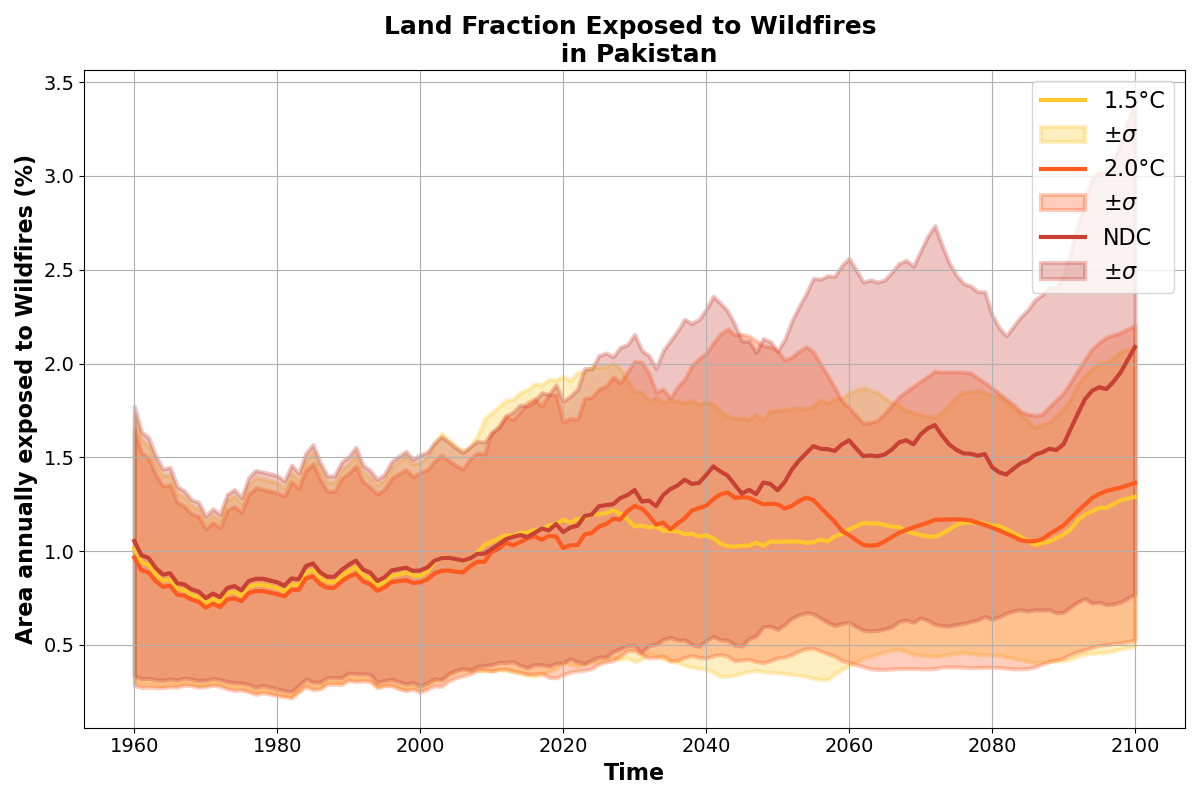 Land Fraction Exposed to Wildfires
in Pakistan
Area annually exposed to Wildfires (%)
3.5
3.0
2.5
2.0
1.5
1.0
0.5
1.5°C
±σ
2.0°C
±σ
NDC
±σ
1960 1980 2000 2020 2040 2060 2080 2100
Time